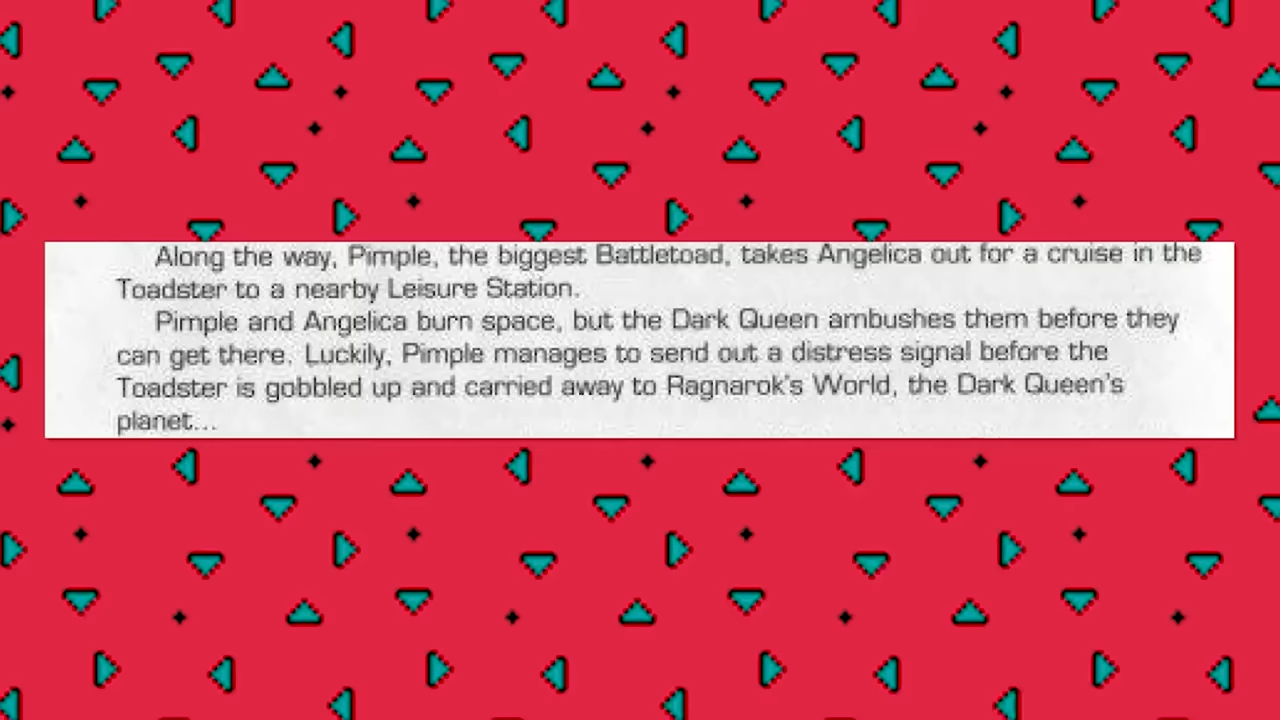 Along the way, Pimple, the biggest Battletoad, takes Angelica out for a cruise in the
Toadster to a nearby Leisure Station.
Pimple and Angelica burn space, but the Dark Queen ambushes them before they
can get there. Luckily, Pimple manages to send out a distress signal before the
Toadster is gobbled up and carried away to Ragnarok's World, the Dark Queen's
planet...